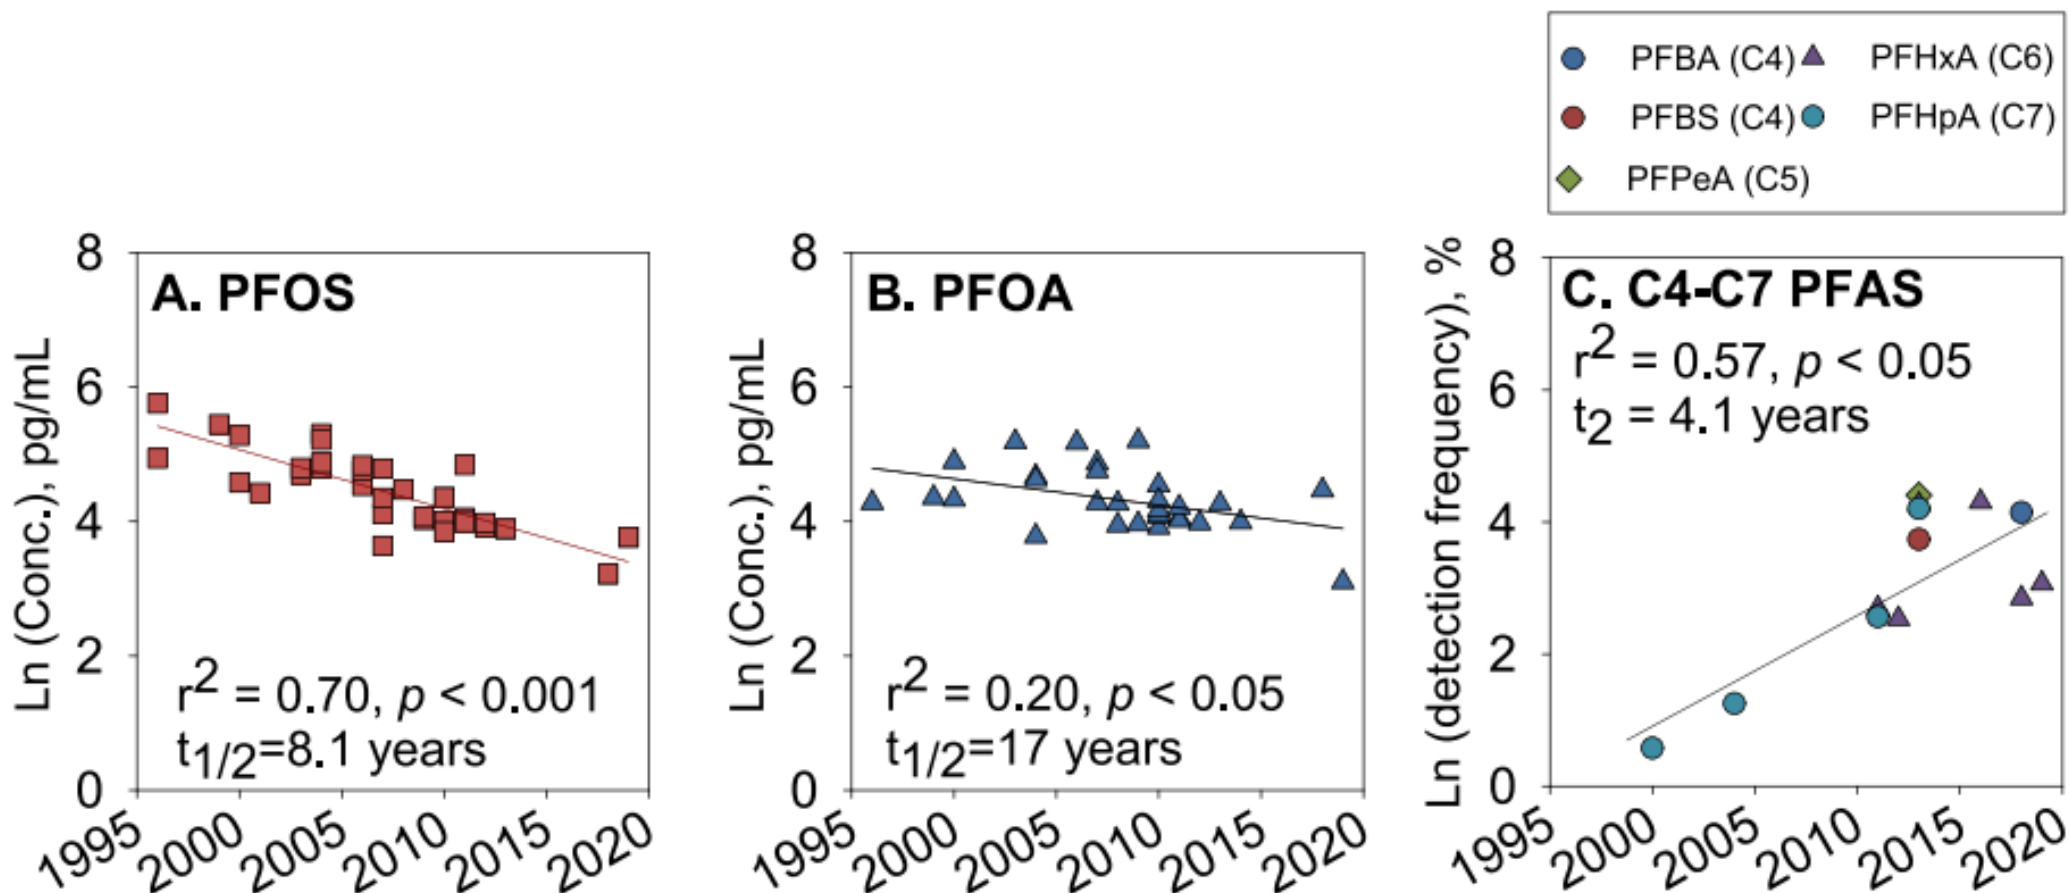 PFBA (C4) PFHxA (C6)
PFBS (C4) PFHpA (C7)
PFPeA (C5)
A. PFOS
Ln (Conc.), pg/mL
8
6
4
2
0
r2 = 0.70, p < 0.001
t1/2=8.1 years
1995 2000 2005 2010 2015 2020
B. PFOA
Ln (Conc.), pg/mL
8
6
4
2
0
r2 = 0.20, p < 0.05
t1/2=17 years
1995 2000 2005 2010 2015 2020
C. C4-C7 PFAS
r2 = 0.57, p < 0.05
t2 = 4.1 years
Ln (detection frequency), %
8
6
4
2
0
1995 2000 2005 2010 2015 2020